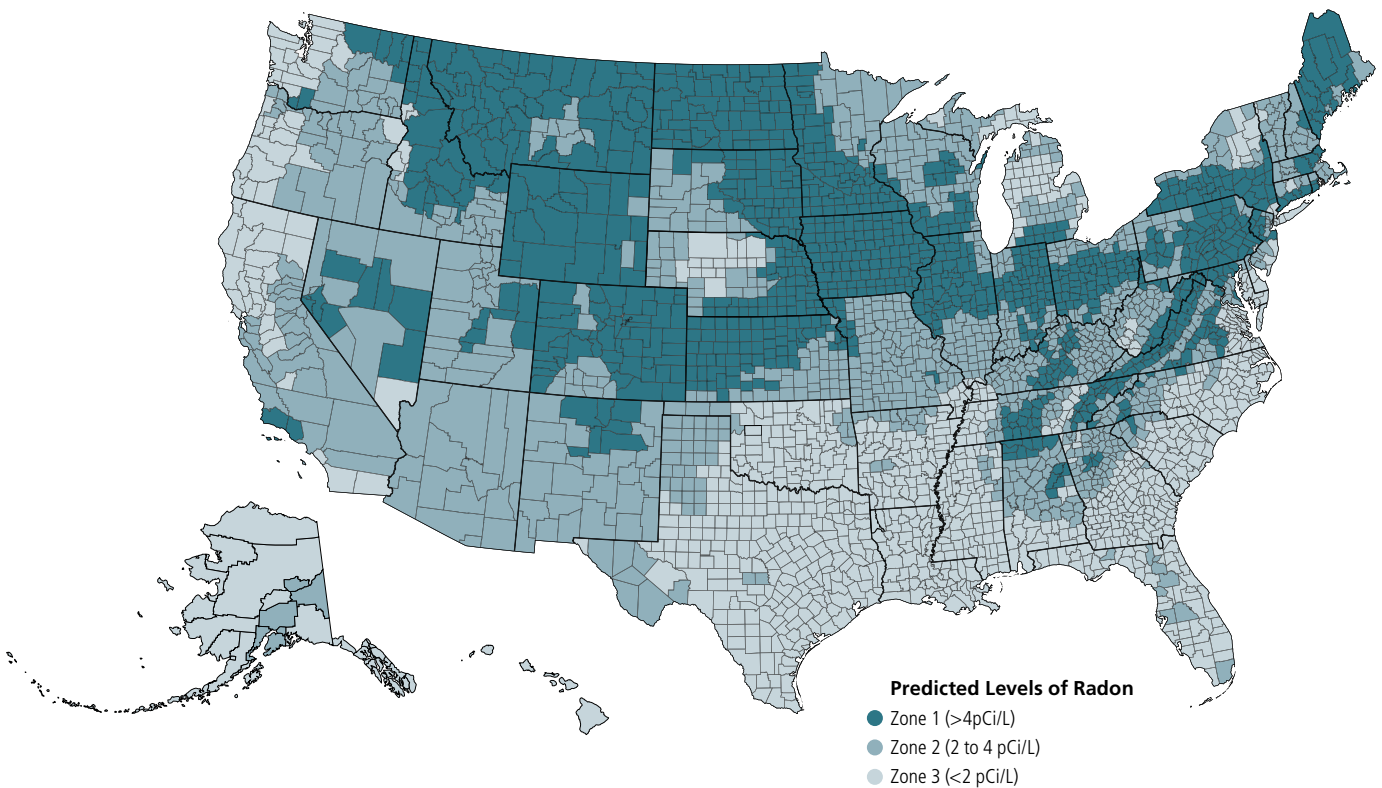 Predicted Levels of Radon
Zone 1 (>4pCi/L)
Zone 2 (2 to 4 pCi/L)
Zone 3 (<2 pCi/L)